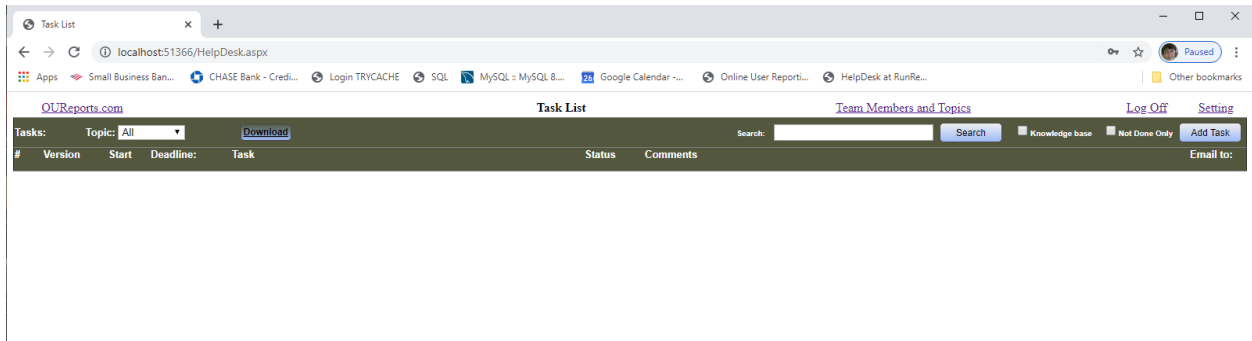 Task List
localhost:51366/HelpDesk.aspx Paused
Apps Small Business Ban... CHASE Bank - Credi... Login TRYCACHE SQL MySQL :: MySQL 8.... 26 Google Calendar -... Online User Reporti... HelpDesk at RunRe... Other bookmarks
OUReports.com Task List Team Members and Topics Log Off Setting
Tasks: Topic: All Download Search: Search Knowledge base Not Done Only Add Task
# Version Start Deadline: Task Status Comments Email to: